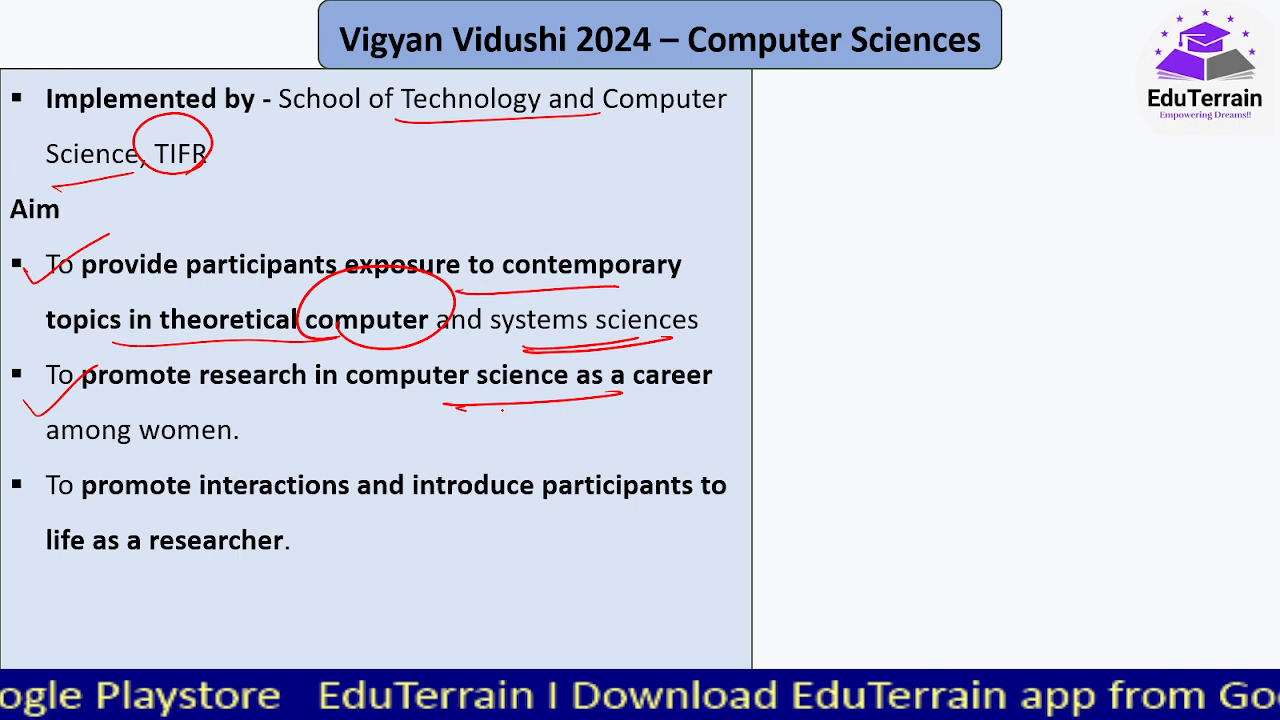 Vigyan Vidushi 2024 – Computer Sciences
EduTerrain
Empowering Dreams!!
▪ Implemented by - School of Technology and Computer
Science, TIFR
Aim
▪ To provide participants exposure to contemporary
topics in theoretical computer and systems sciences
▪ To promote research in computer science as a career
among women.
▪ To promote interactions and introduce participants to
life as a researcher.
ogle Playstore EduTerrain I Download EduTerrain app from Go